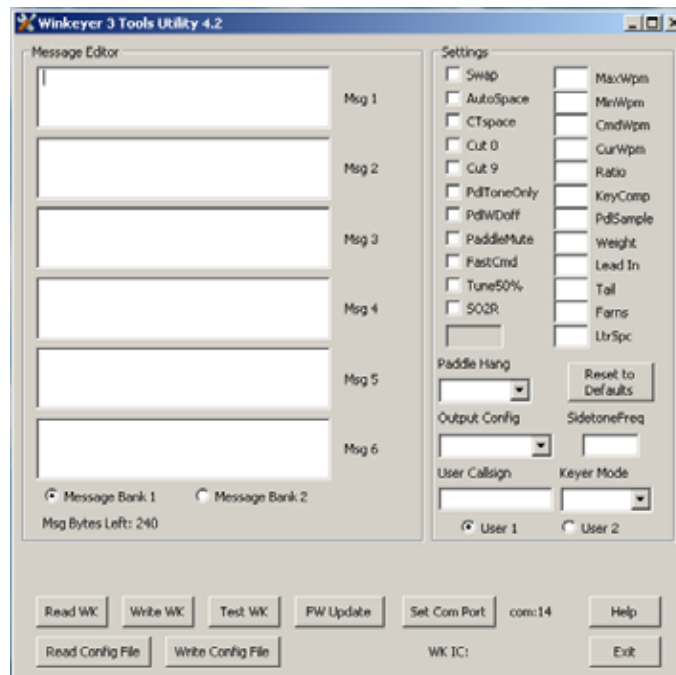 Winkeyer 3 Tools Utility 4.2
Message Editor
Msg 1
Msg 2
Msg 3
Msg 4
Msg 5
Msg 6
Message Bank 1 Message Bank 2
Msg Bytes Left: 240
Settings
Swap MaxWpm
AutoSpace MinWpm
CTspace CmdWpm
Cut 0 CurWpm
Cut 9 Ratio
PdlToneOnly KeyComp
PdlWDoff PdlSample
PaddleMute Weight
FastCmd Lead In
Tune50% Tail
SO2R Farns
LtrSpc
Paddle Hang
Reset to
Defaults
Output Config SidetoneFreq
User Callsign Keyer Mode
User 1 User 2
Read WK Write WK Test WK FW Update Set Com Port com:14 Help
Read Config File Write Config File WK IC: Exit